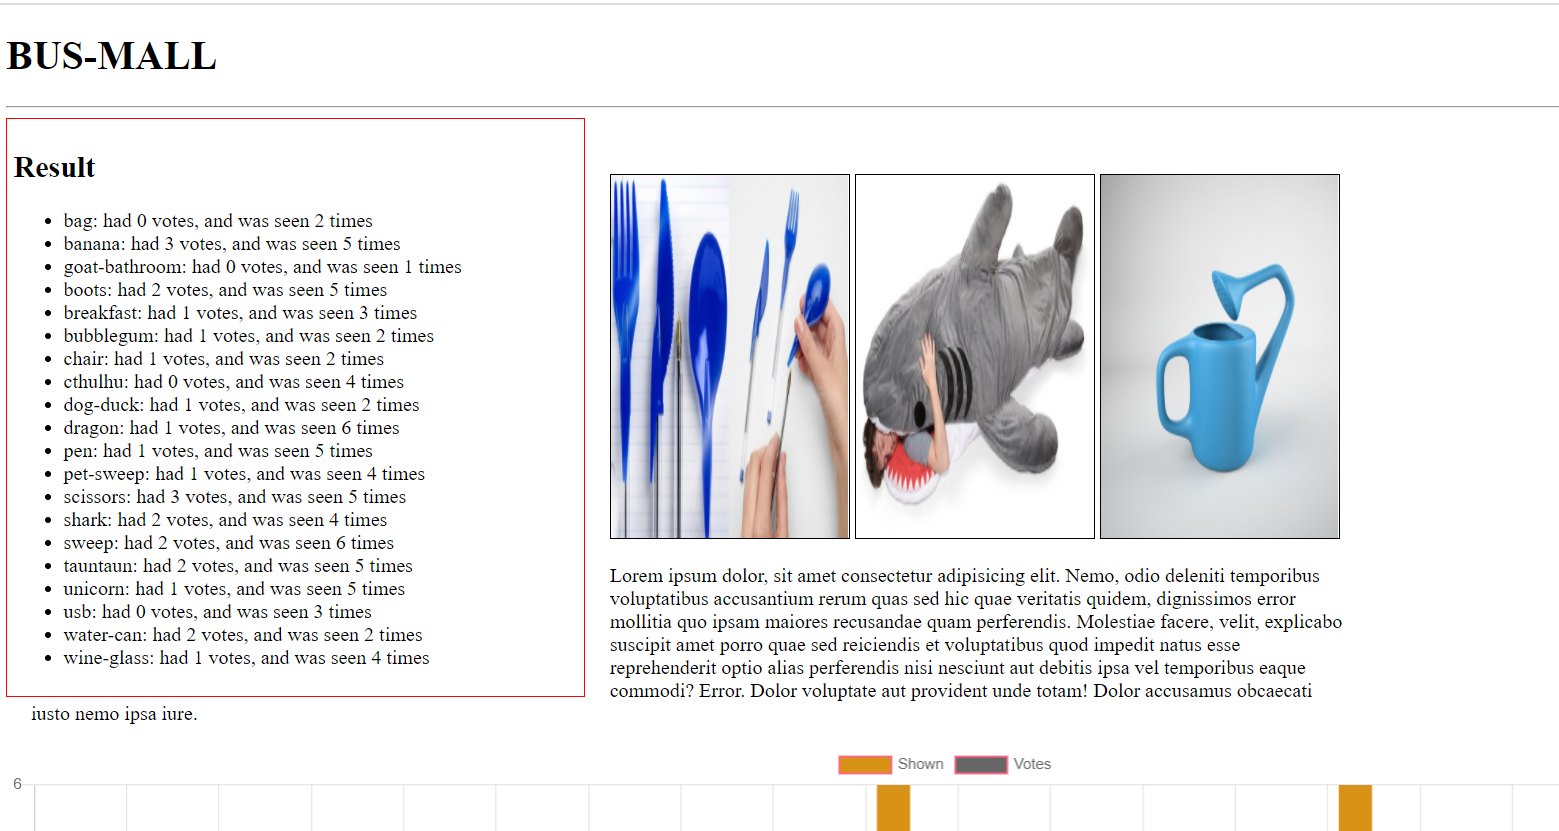 BUS-MALL
Result
bag: had 0 votes, and was seen 2 times
banana: had 3 votes, and was seen 5 times
goat-bathroom: had 0 votes, and was seen 1 times
boots: had 2 votes, and was seen 5 times
breakfast: had 1 votes, and was seen 3 times
bubblegum: had 1 votes, and was seen 2 times
chair: had 1 votes, and was seen 2 times
cthulhu: had 0 votes, and was seen 4 times
dog-duck: had 1 votes, and was seen 2 times
dragon: had 1 votes, and was seen 6 times
pen: had 1 votes, and was seen 5 times
pet-sweep: had 1 votes, and was seen 4 times
scissors: had 3 votes, and was seen 5 times
shark: had 2 votes, and was seen 4 times
sweep: had 2 votes, and was seen 6 times
tauntaun: had 2 votes, and was seen 5 times
unicorn: had 1 votes, and was seen 5 times
usb: had 0 votes, and was seen 3 times
water-can: had 2 votes, and was seen 2 times
wine-glass: had 1 votes, and was seen 4 times
Lorem ipsum dolor, sit amet consectetur adipisicing elit. Nemo, odio deleniti temporibus
voluptatibus accusantium rerum quas sed hic quae veritatis quidem, dignissimos error
mollitia quo ipsam maiores recusandae quam perferendis. Molestiae facere, velit, explicabo
suscipit amet porro quae sed reiciendis et voluptatibus quod impedit natus esse
reprehenderit optio alias perferendis nisi nesciunt aut debitis ipsa vel temporibus eaque
commodi? Error. Dolor voluptate aut provident unde totam! Dolor accusamus obcaecati
iusto nemo ipsa iure.
Shown Votes
6